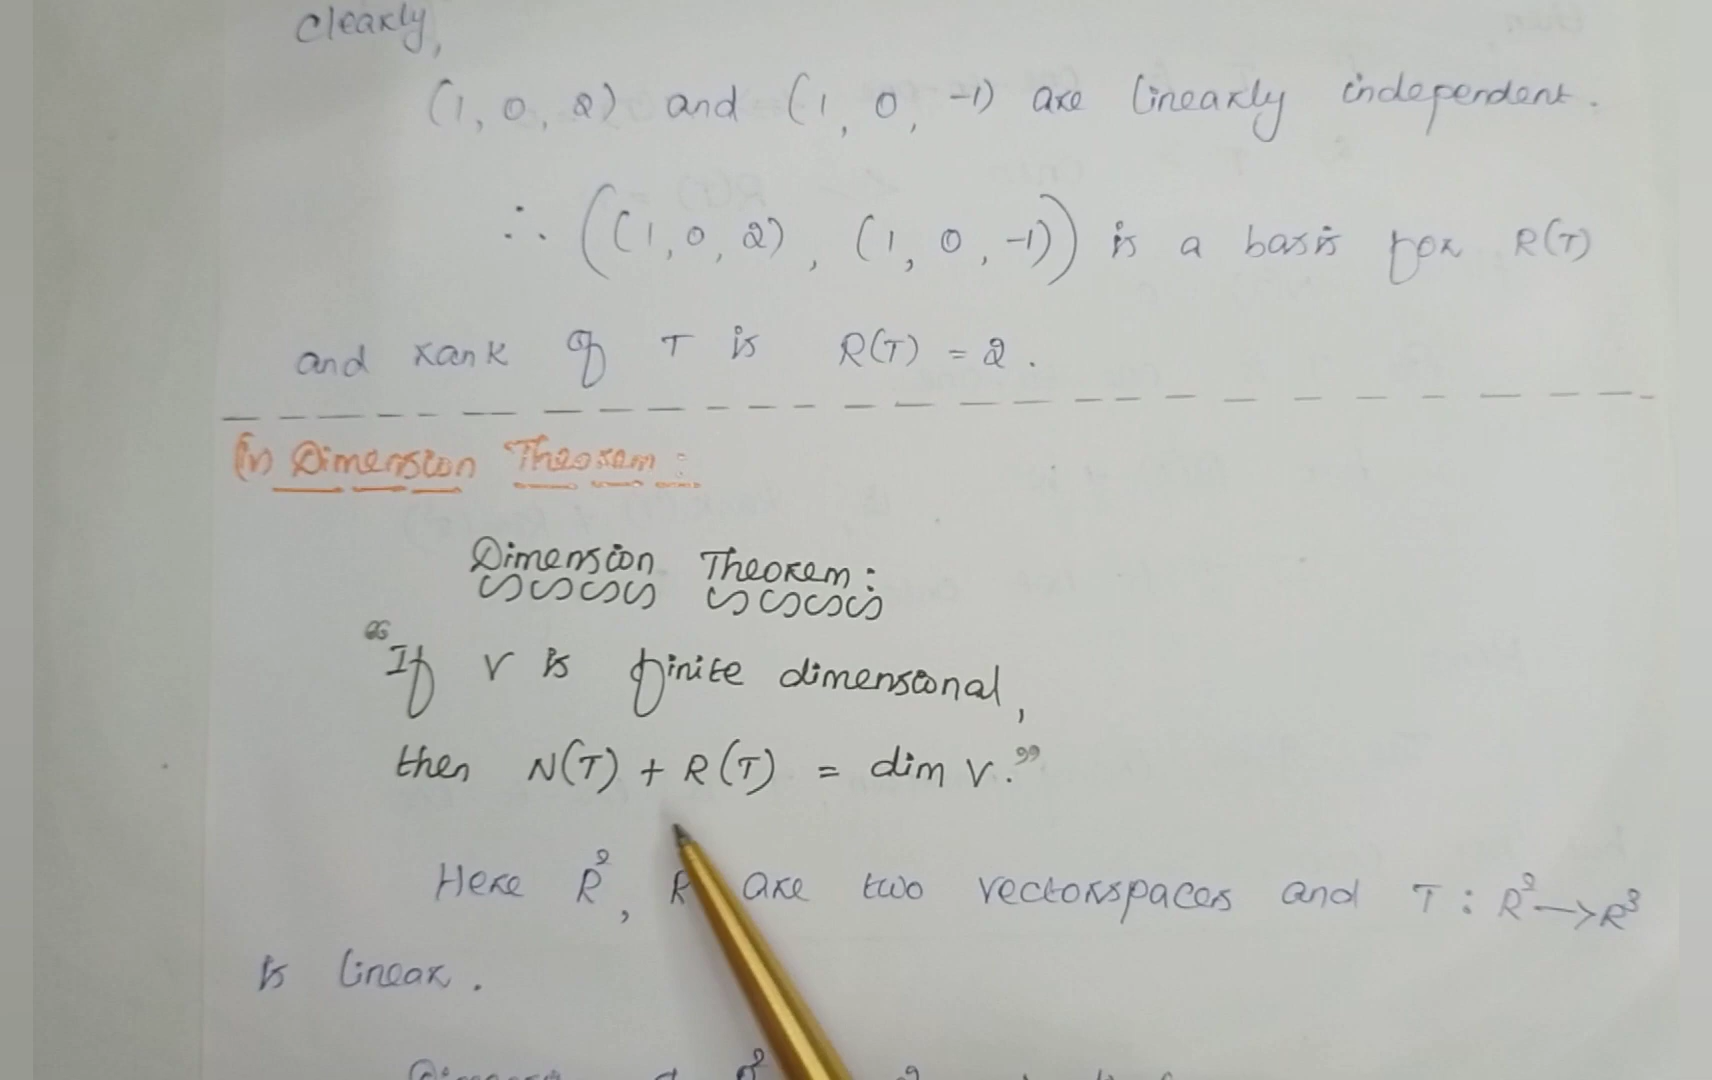 Clearly,
(1, 0, 2) and (1, 0, -1) are linearly independent.
∴ ((1, 0, 2), (1, 0, -1)) is a basis for R(T)
and rank of T is R(T) = 2.
Dimension Theorem:
Dimension Theorem:
"If V is finite dimensional,
then N(T) + R(T) = dim V."
Here R², R are two vectorspaces and T : R² → R³
is linear.